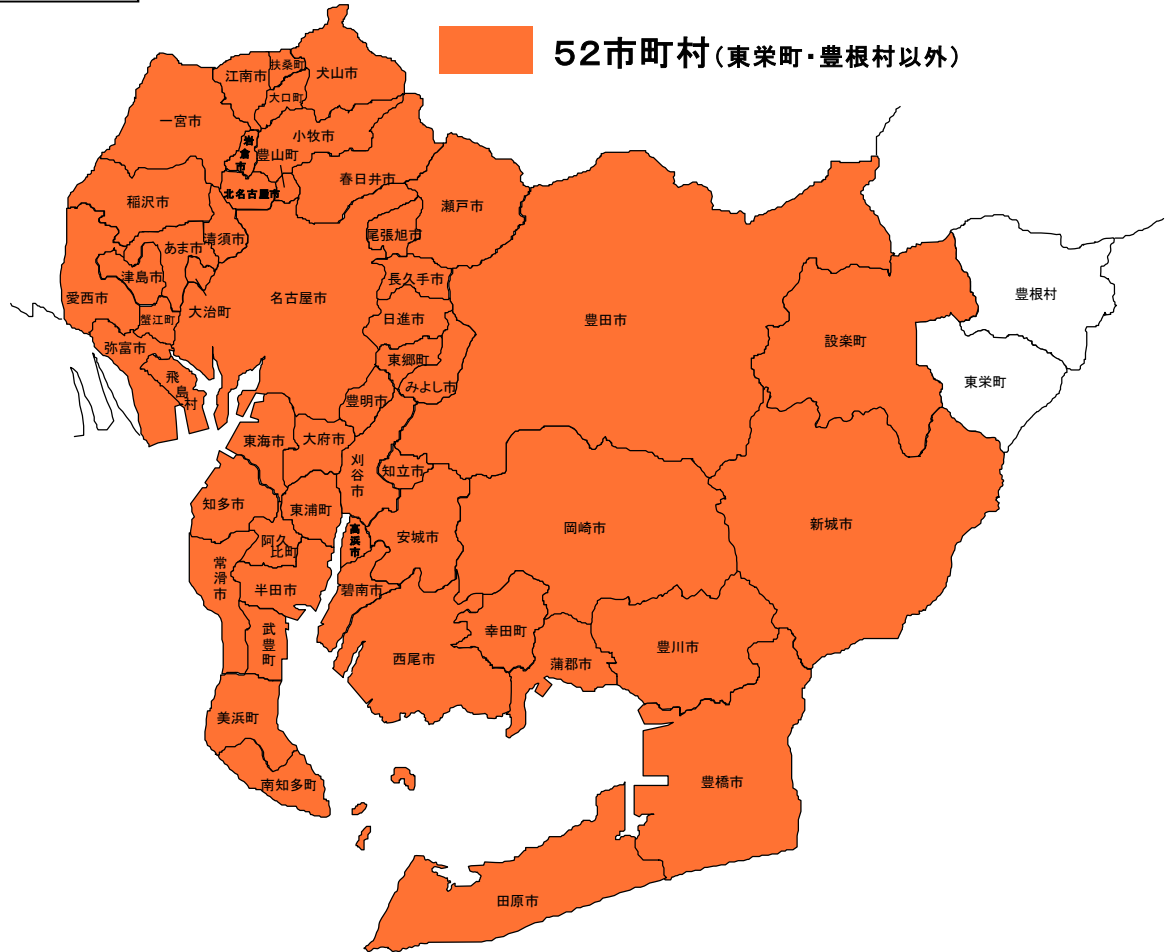 52市町村(東栄町・豊根村以外)
扶桑町
江南市
犬山市
大口町
一宮市
小牧市
岩倉市
豊山町
春日井市
北名古屋市
稲沢市
瀬戸市
尾張旭市
清須市
あま市
津島市
長久手市
愛西市
名古屋市
豊根村
大治町
蟹江町
日進市
豊田市
設楽町
弥富市
東郷町
飛島村
みよし市
東栄町
豊明市
東海市
大府市
刈谷市
知立市
知多市
東浦町
岡崎市
新城市
高浜市
安城市
阿久比町
常滑市
半田市
碧南市
武豊町
幸田町
豊川市
西尾市
蒲郡市
美浜町
南知多町
豊橋市
田原市